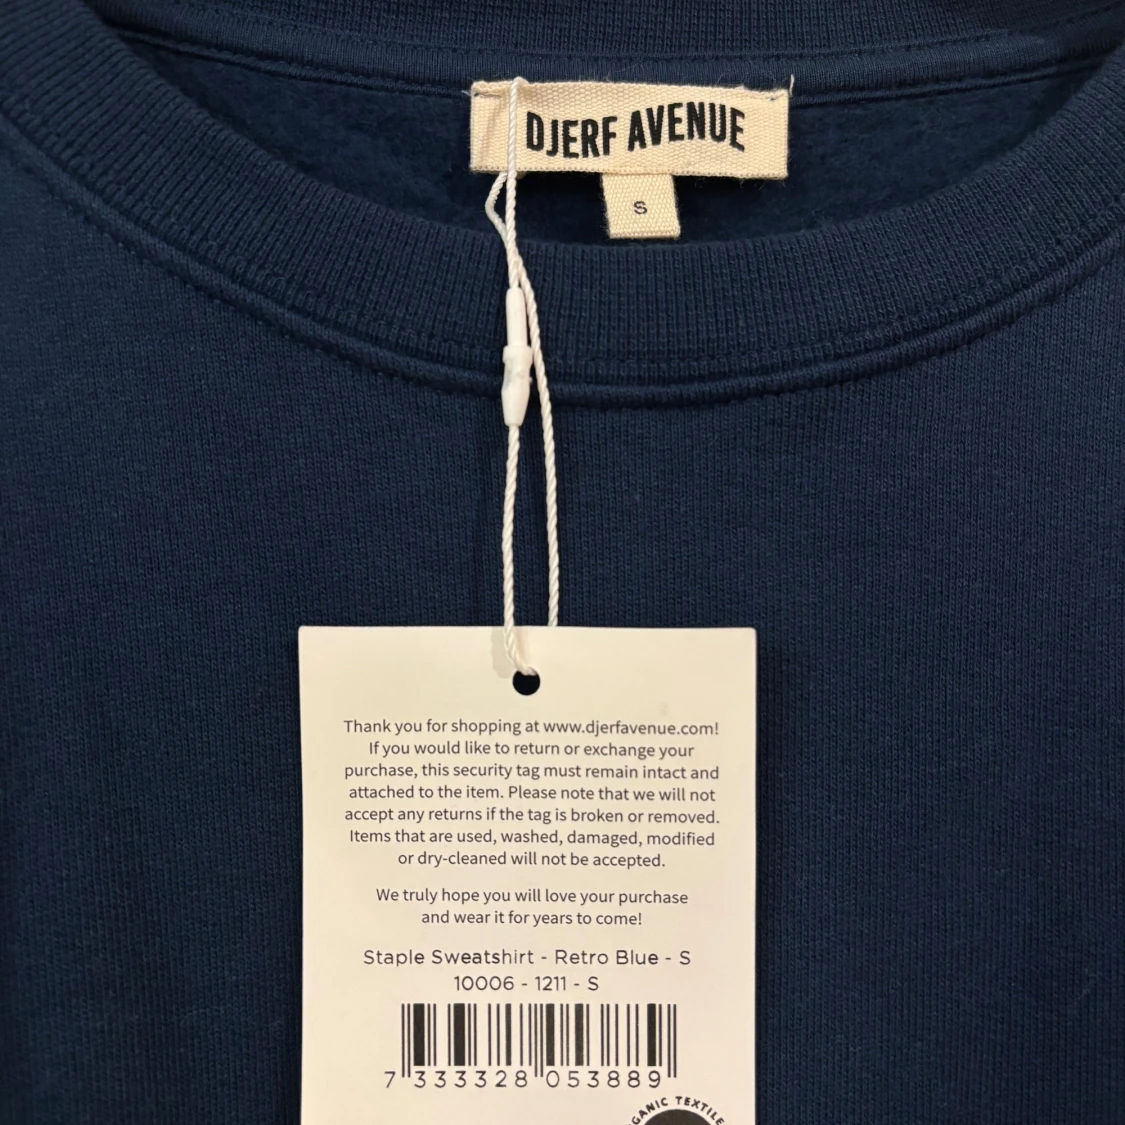 DJERF AVENUE
S
Thank you for shopping at www.djerfavenue.com!
If you would like to return or exchange your
purchase, this security tag must remain intact and
attached to the item. Please note that we will not
accept any returns if the tag is broken or removed.
Items that are used, washed, damaged, modified
or dry-cleaned will not be accepted.
We truly hope you will love your purchase
and wear it for years to come!
Staple Sweatshirt - Retro Blue - S
10006 - 1211 - S
7 333328 053889
TEXTILE